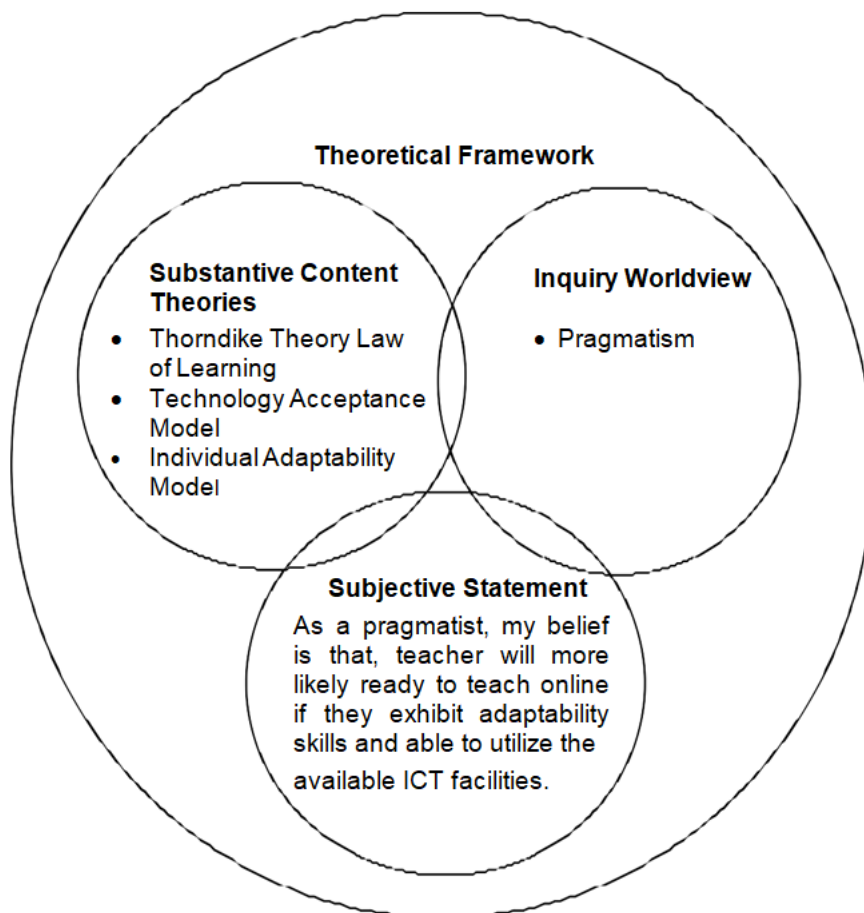 Theoretical Framework
Substantive Content
Theories
• Thorndike Theory Law
of Learning
• Technology Acceptance
Model
• Individual Adaptability
Model
Inquiry Worldview
• Pragmatism
Subjective Statement
As a pragmatist, my belief
is that, teacher will more
likely ready to teach online
if they exhibit adaptability
skills and able to utilize the
available ICT facilities.